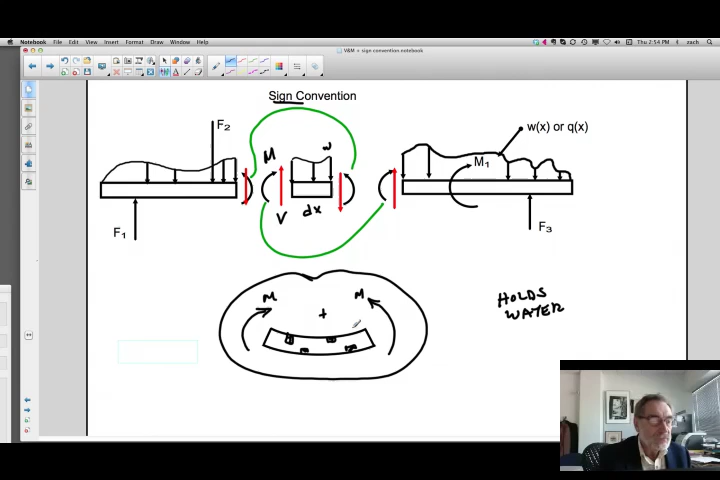 Notebook File Edit View Insert Format Draw Window Help
Thu 2:54 PM zach
V&M + sign convention.notebook
Sign Convention
F2
w(x) or q(x)
M
w
M1
V
dx
F1
F3
M
M
+
HOLDS
WATER